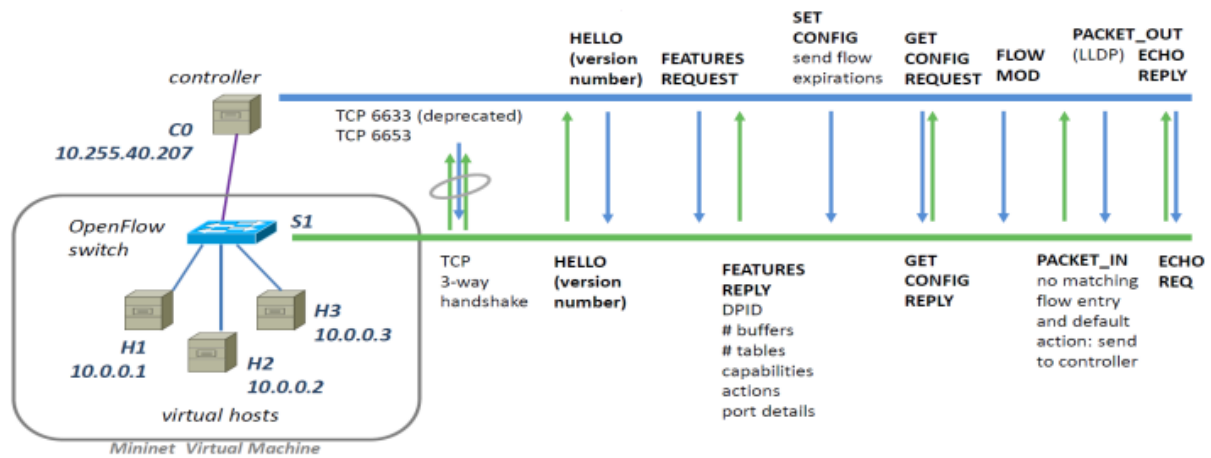 controller
C0
10.255.40.207
OpenFlow
switch
S1
H1
10.0.0.1
H2
10.0.0.2
H3
10.0.0.3
virtual hosts
Mininet Virtual Machine
TCP 6633 (deprecated)
TCP 6653
HELLO
(version
number)
FEATURES
REQUEST
SET
CONFIG
send flow
expirations
GET
CONFIG
REQUEST
FLOW
MOD
PACKET_OUT
(LLDP)
ECHO
REPLY
TCP
3-way
handshake
HELLO
(version
number)
FEATURES
REPLY
DPID
# buffers
# tables
capabilities
actions
port details
GET
CONFIG
REPLY
PACKET_IN
no matching
flow entry
and default
action: send
to controller
ECHO
REQ